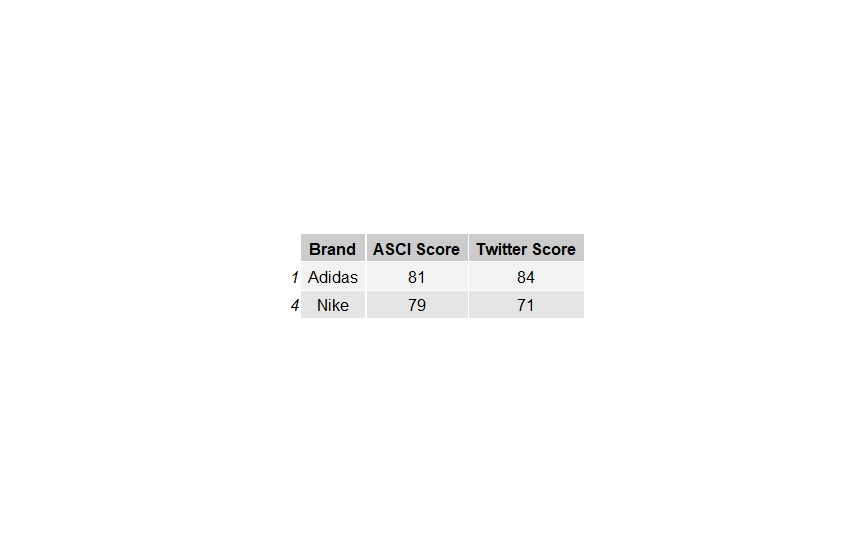 Brand ASCI Score Twitter Score
1 Adidas 81 84
4 Nike 79 71